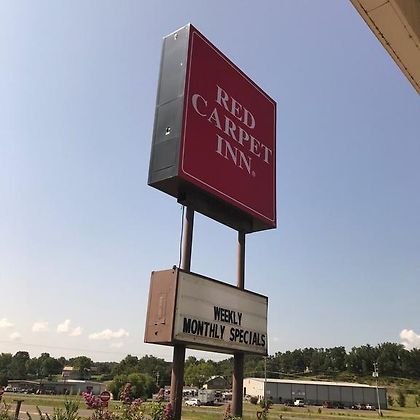 RED
CARPET
INN®
WEEKLY
MONTHLY SPECIALS